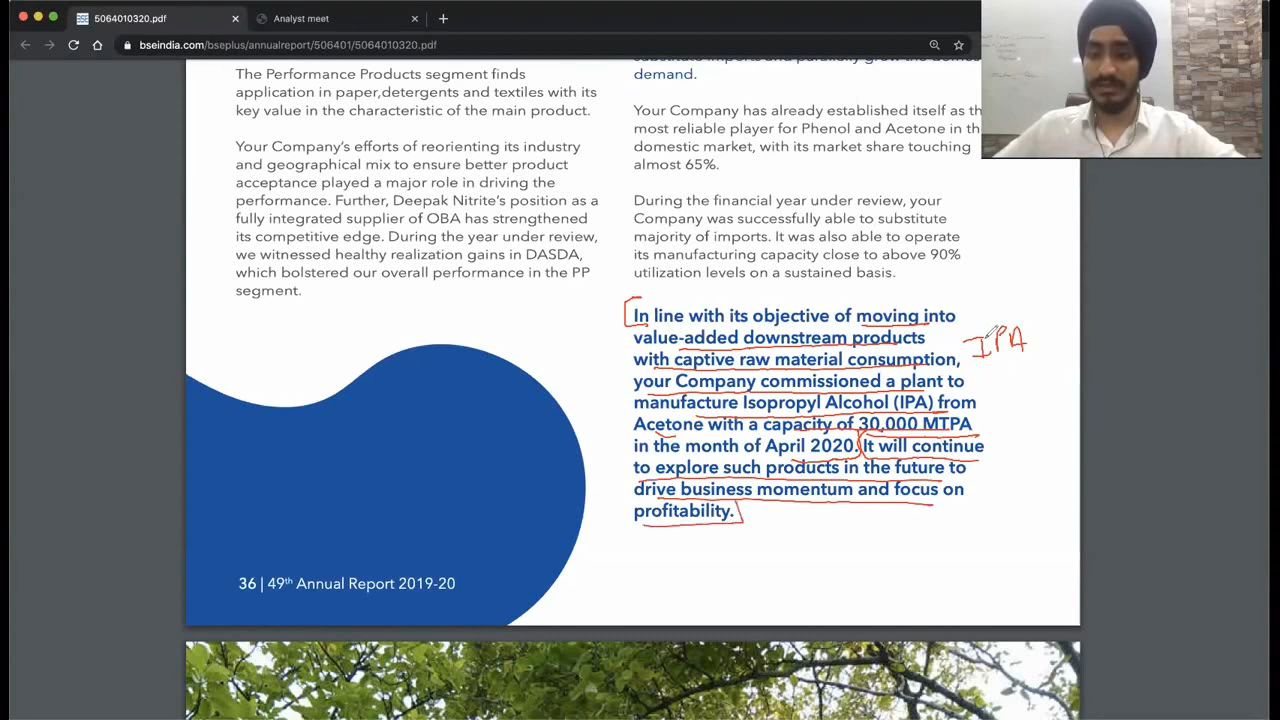 5064010320.pdf
Analyst meet
bseindia.com/bseplus/annualreport/506401/5064010320.pdf
The Performance Products segment finds
application in paper,detergents and textiles with its
key value in the characteristic of the main product.
Your Company's efforts of reorienting its industry
and geographical mix to ensure better product
acceptance played a major role in driving the
performance. Further, Deepak Nitrite's position as a
fully integrated supplier of OBA has strengthened
its competitive edge. During the year under review,
we witnessed healthy realization gains in DASDA,
which bolstered our overall performance in the PP
segment.
36 | 49th Annual Report 2019-20
demand.
Your Company has already established itself as th
most reliable player for Phenol and Acetone in th
domestic market, with its market share touching
almost 65%.
During the financial year under review, your
Company was successfully able to substitute
majority of imports. It was also able to operate
its manufacturing capacity close to above 90%
utilization levels on a sustained basis.
In line with its objective of moving into
value-added downstream products
with captive raw material consumption,
your Company commissioned a plant to
manufacture Isopropyl Alcohol (IPA) from
Acetone with a capacity of 30,000 MTPA
in the month of April 2020. It will continue
to explore such products in the future to
drive business momentum and focus on
profitability.
IPA